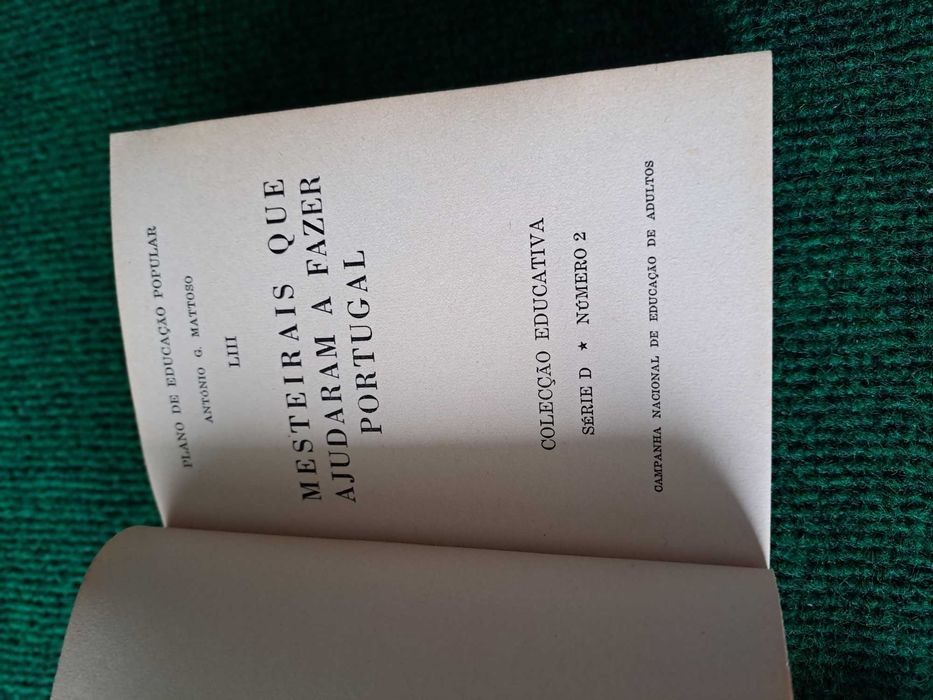 PLANO DE EDUCAÇÃO POPULAR
ANTÓNIO G. MATTOSO
LIII
MESTEIRAIS QUE
AJUDARAM A FAZER
PORTUGAL
COLECÇÃO EDUCATIVA
SÉRIE D ★ NÚMERO 2
CAMPANHA NACIONAL DE EDUCAÇÃO DE ADULTOS